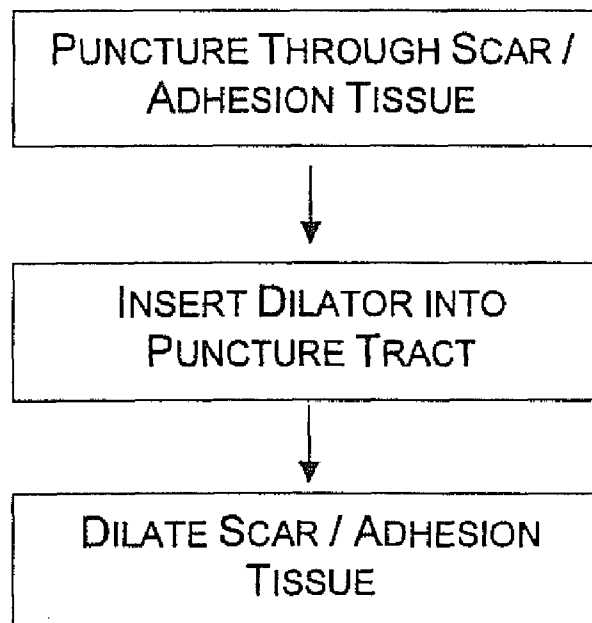 PUNCTURE THROUGH SCAR /
ADHESION TISSUE
INSERT DILATOR INTO
PUNCTURE TRACT
DILATE SCAR / ADHESION
TISSUE